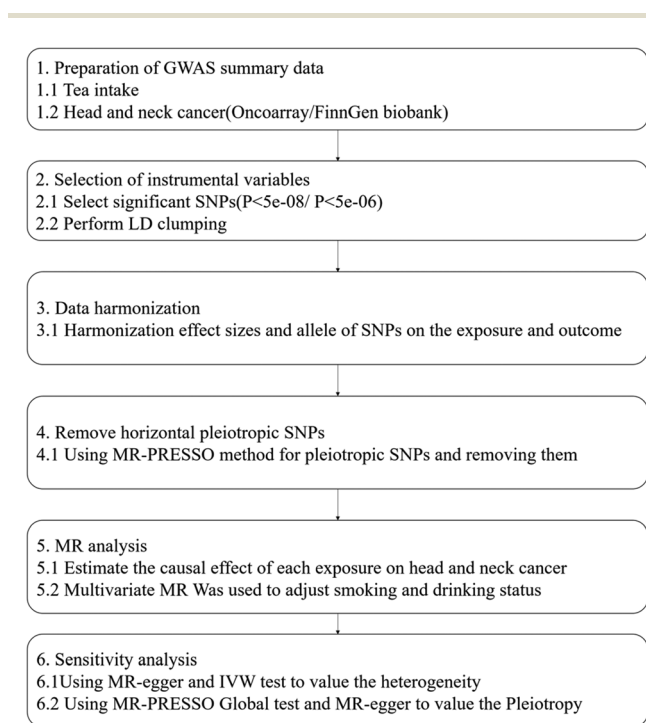 1. Preparation of GWAS summary data
1.1 Tea intake
1.2 Head and neck cancer(Oncoarray/FinnGen biobank)
2. Selection of instrumental variables
2.1 Select significant SNPs(P<5e-08/ P<5e-06)
2.2 Perform LD clumping
3. Data harmonization
3.1 Harmonization effect sizes and allele of SNPs on the exposure and outcome
4. Remove horizontal pleiotropic SNPs
4.1 Using MR-PRESSO method for pleiotropic SNPs and removing them
5. MR analysis
5.1 Estimate the causal effect of each exposure on head and neck cancer
5.2 Multivariate MR Was used to adjust smoking and drinking status
6. Sensitivity analysis
6.1Using MR-egger and IVW test to value the heterogeneity
6.2 Using MR-PRESSO Global test and MR-egger to value the Pleiotropy